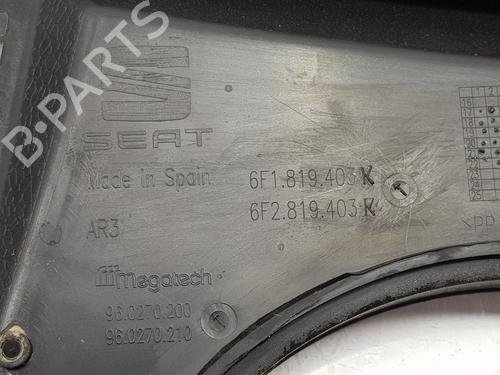 B-PARTS
SEAT
Made in Spain
6F1.819.403 K
6F2.819.403 K
AR3
Megatech
96.0270.200
96.0270.210
>PP